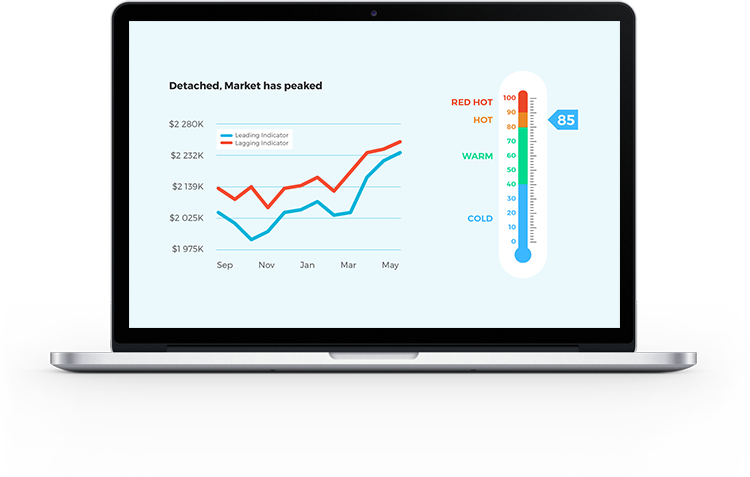 Detached, Market has peaked
$2 280K
$2 232K
$2 139K
$2 025K
$1 975K
Leading Indicator
Lagging Indicator
Sep Nov Jan Mar May
RED HOT
HOT
WARM
COLD
100
90
80
70
60
50
40
30
20
10
0
85